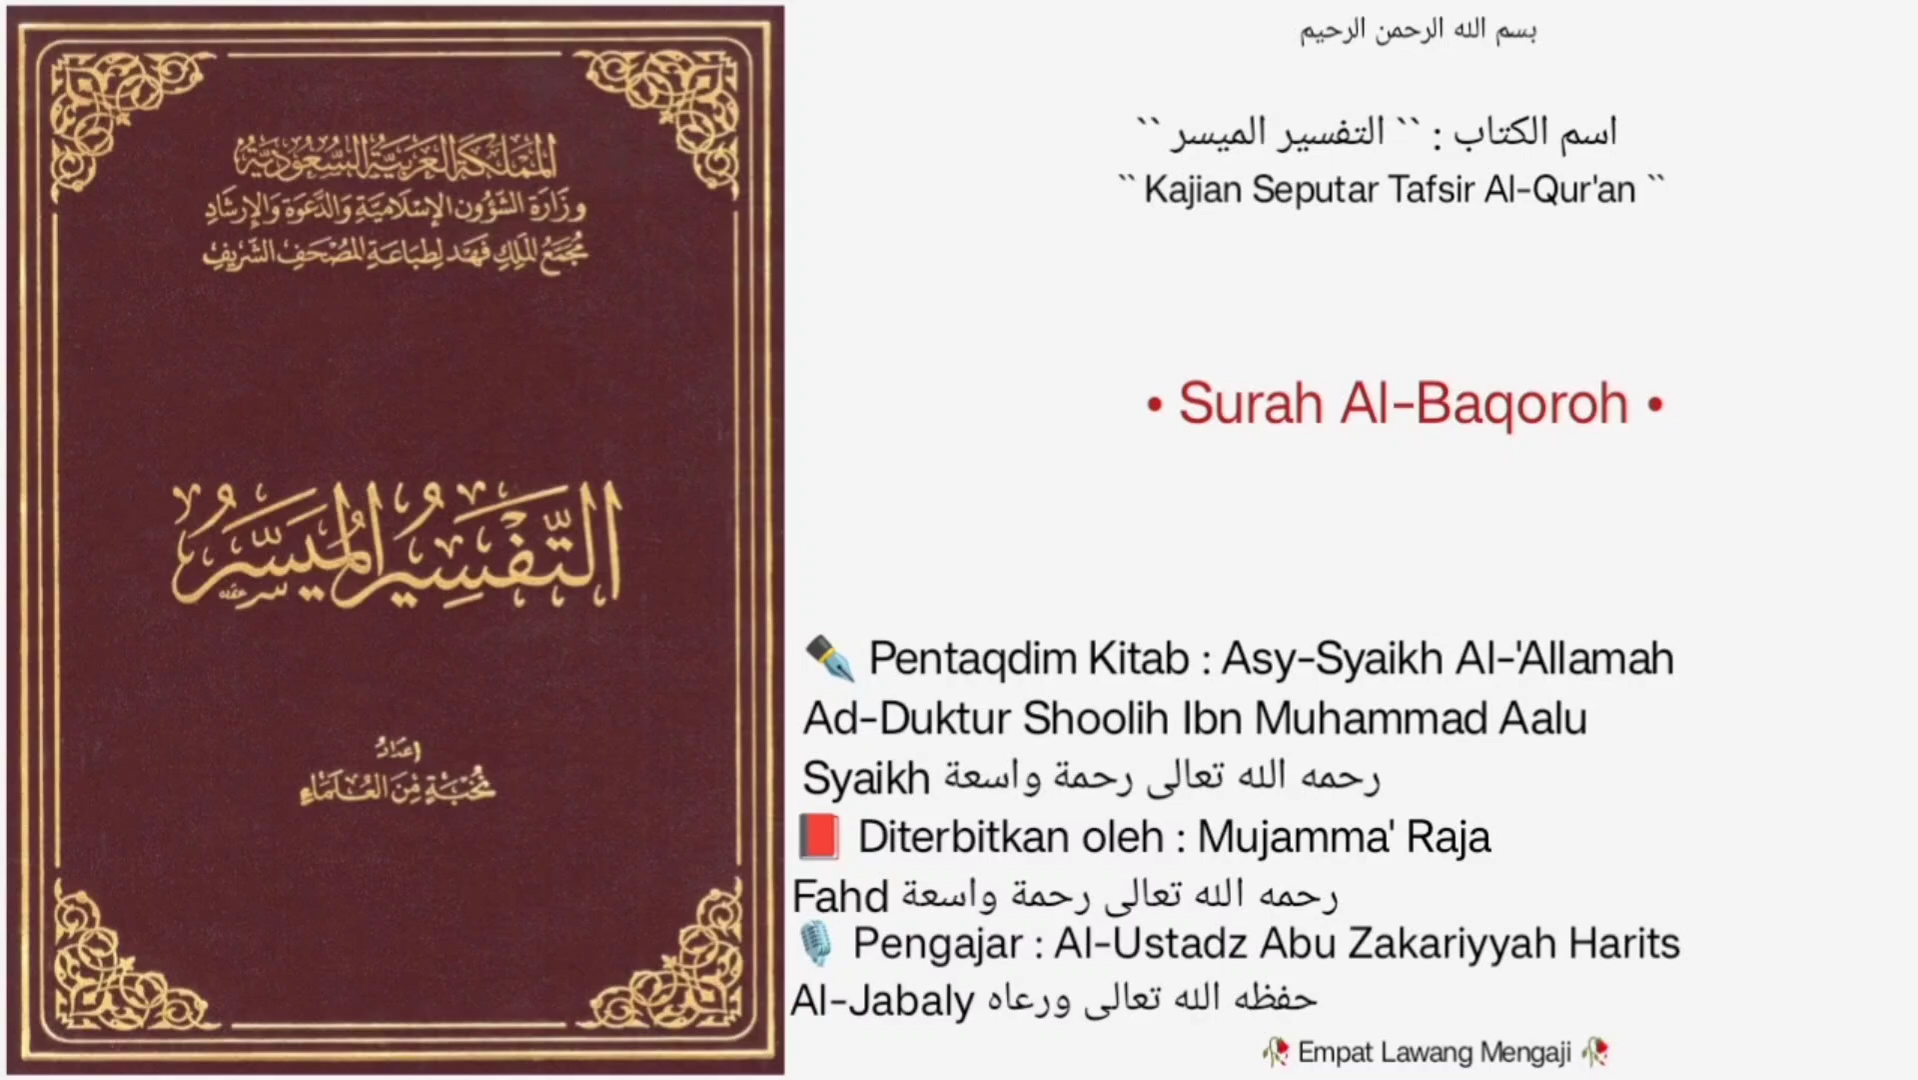 المملكة العربية السعودية
وزارة الشؤون الإسلامية والدعوة والإرشاد
مجمع الملك فهد لطباعة المصحف الشريف
التفسير الميسر
إعداد
نخبة من العلماء
بسم الله الرحمن الرحيم
اسم الكتاب : `` التفسير الميسر ``
`` Kajian Seputar Tafsir Al-Qur'an ``
• Surah Al-Baqoroh •
✒️ Pentaqdim Kitab : Asy-Syaikh Al-'Allamah
Ad-Duktur Shoolih Ibn Muhammad Aalu
Syaikh رحمه الله تعالى رحمة واسعة
📕 Diterbitkan oleh : Mujamma' Raja
Fahd رحمه الله تعالى رحمة واسعة
🎙️ Pengajar : Al-Ustadz Abu Zakariyyah Harits
Al-Jabaly حفظه الله تعالى ورعاه
🥀 Empat Lawang Mengaji 🥀